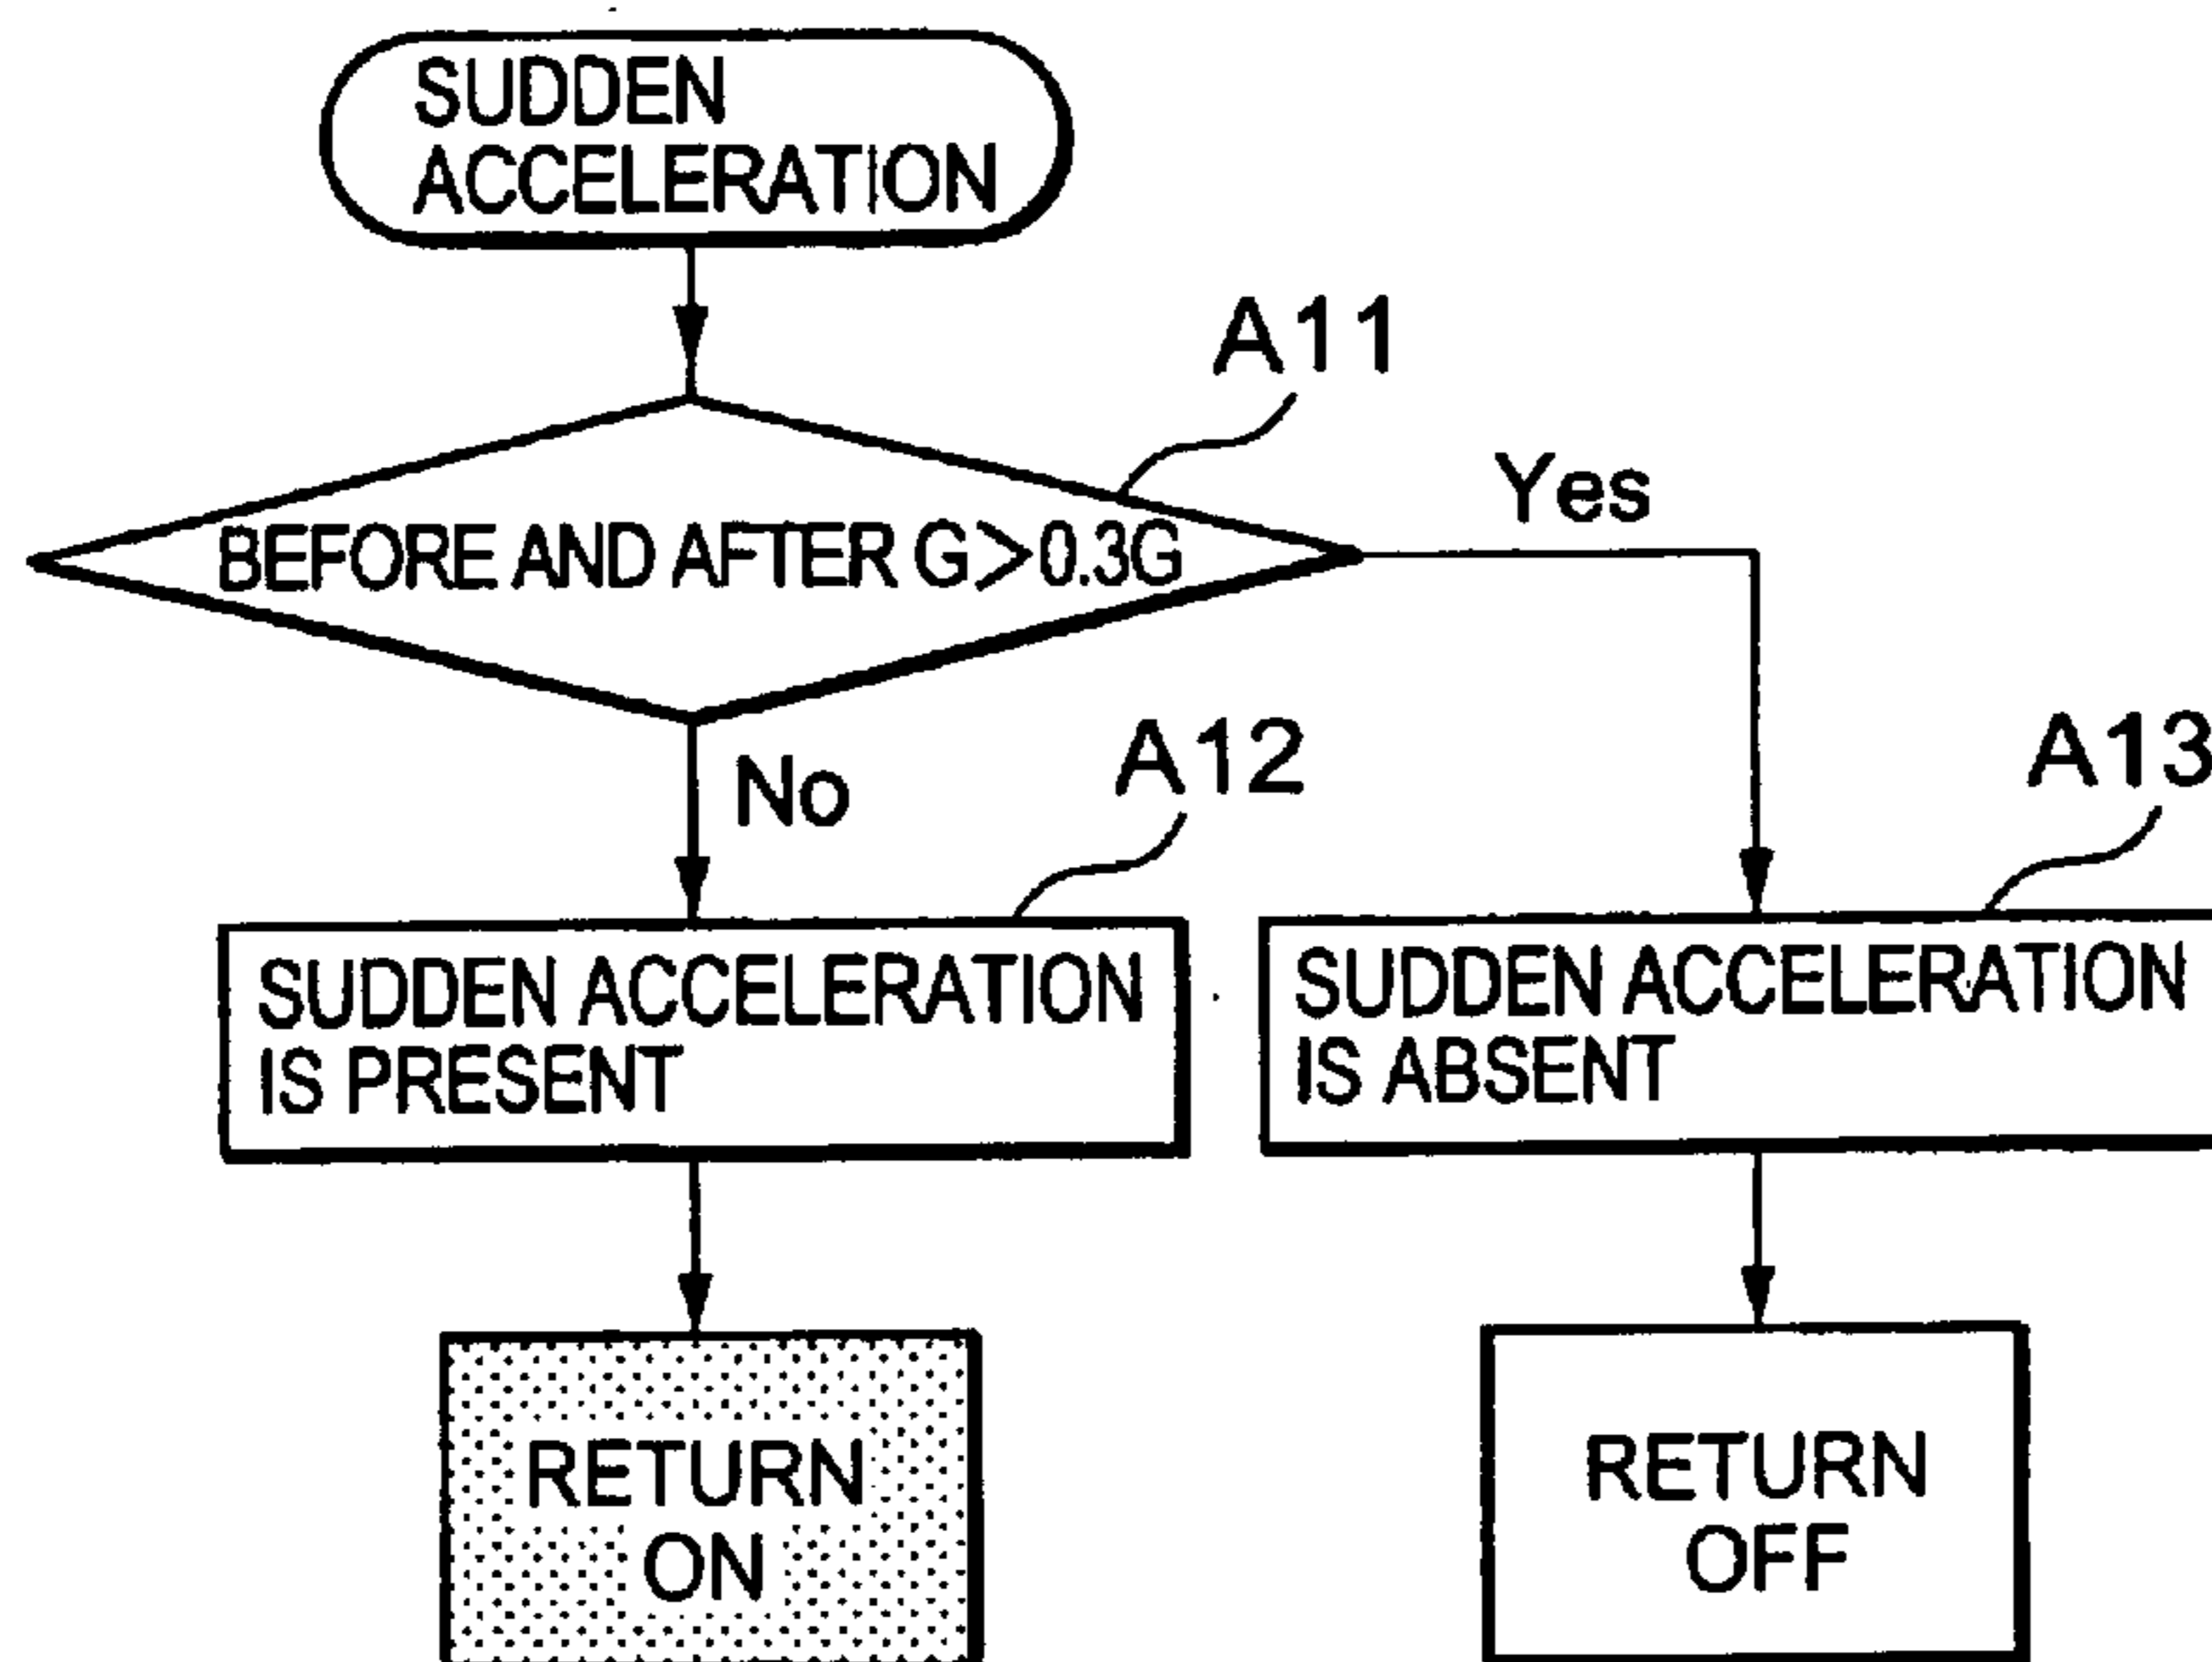 SUDDEN
ACCELERATION
A11
Yes
BEFORE AND AFTER G>0.3G
No
A12
A13
SUDDEN ACCELERATION
IS PRESENT
SUDDEN ACCELERATION
IS ABSENT
RETURN
ON
RETURN
OFF